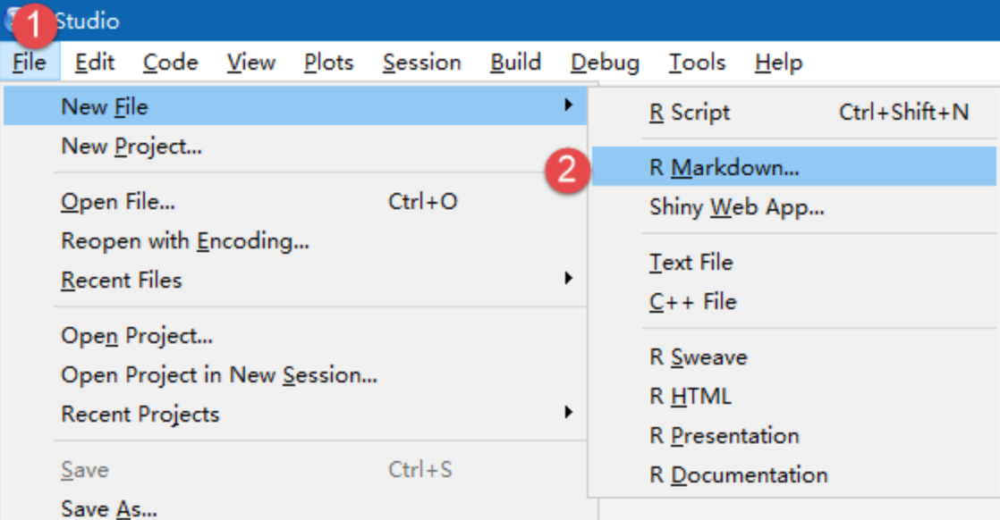 1 Studio
File Edit Code View Plots Session Build Debug Tools Help
New File
New Project...
Open File... Ctrl+O
Reopen with Encoding...
Recent Files
Open Project...
Open Project in New Session...
Recent Projects
Save Ctrl+S
Save As...
R Script Ctrl+Shift+N
2 R Markdown...
Shiny Web App...
Text File
C++ File
R Sweave
R HTML
R Presentation
R Documentation